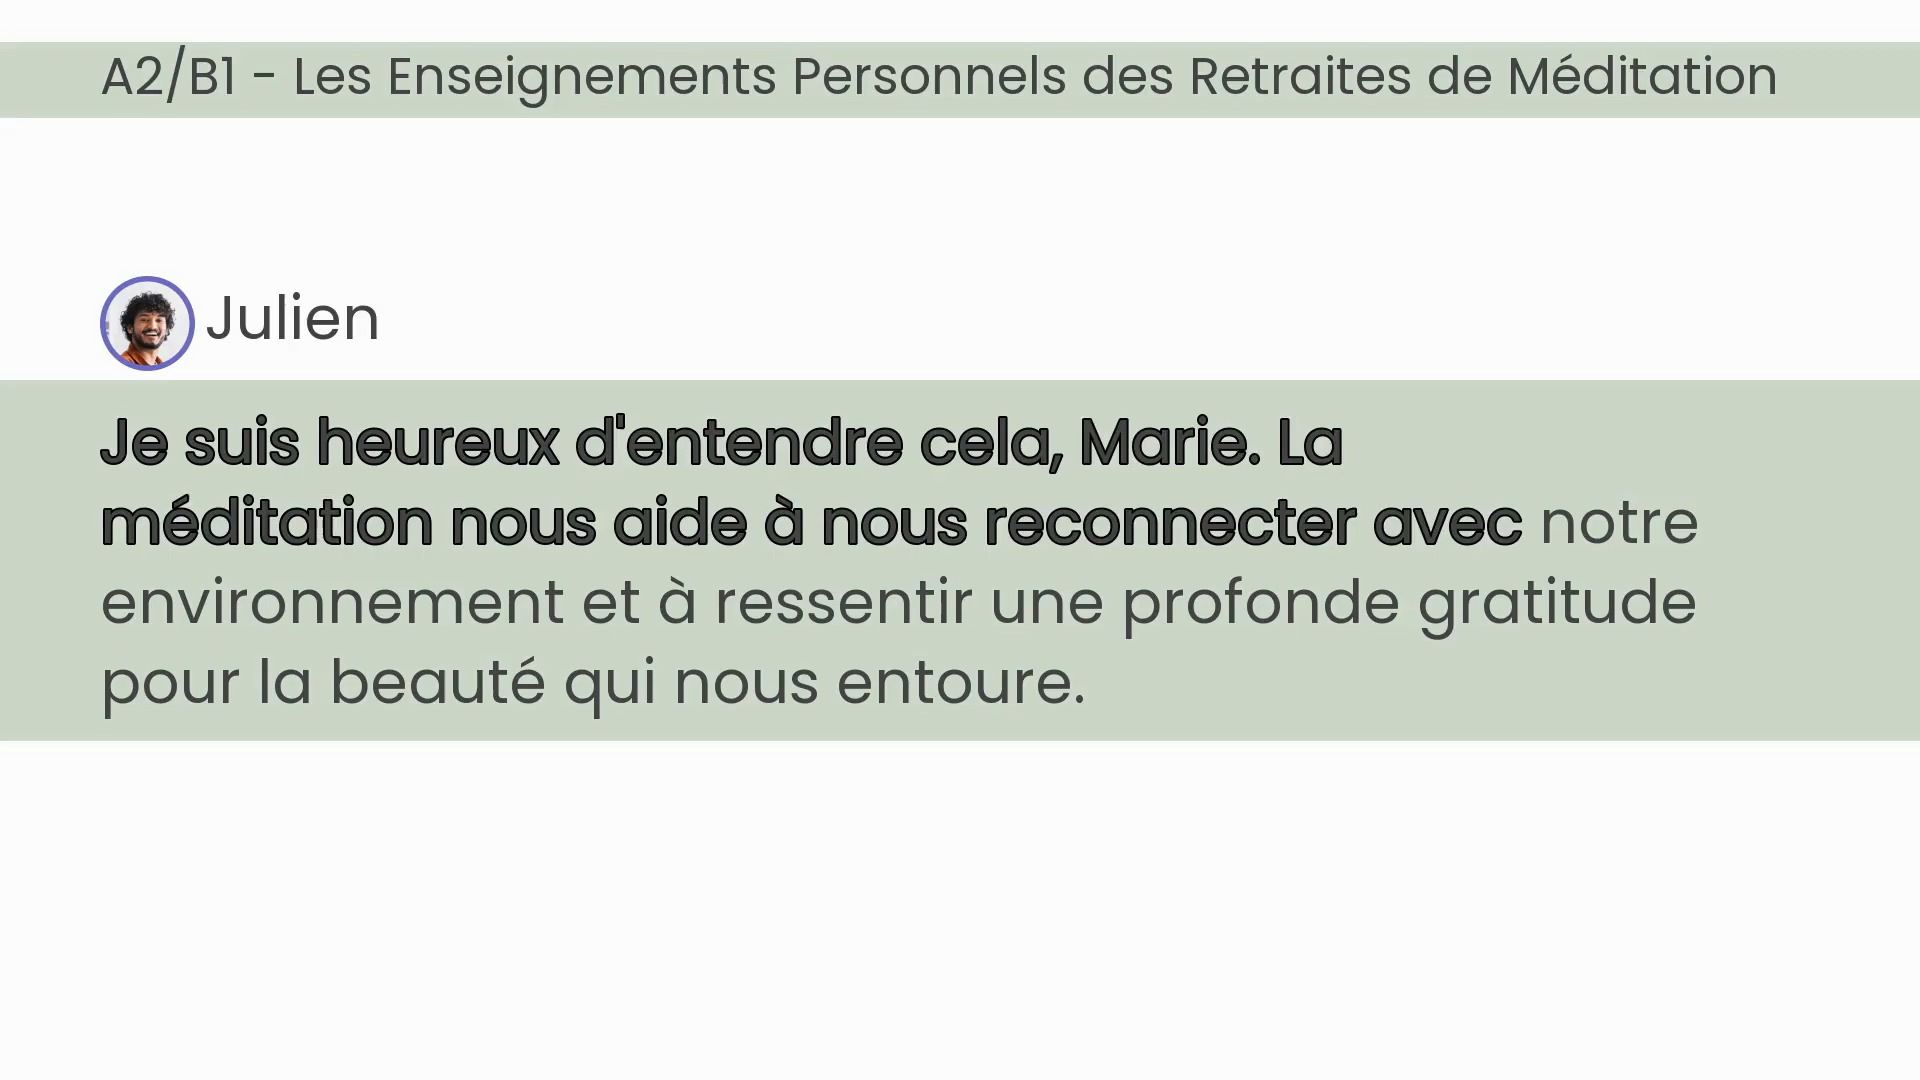 A2/B1 - Les Enseignements Personnels des Retraites de Méditation
Julien
Je suis heureux d'entendre cela, Marie. La
méditation nous aide à nous reconnecter avec notre
environnement et à ressentir une profonde gratitude
pour la beauté qui nous entoure.